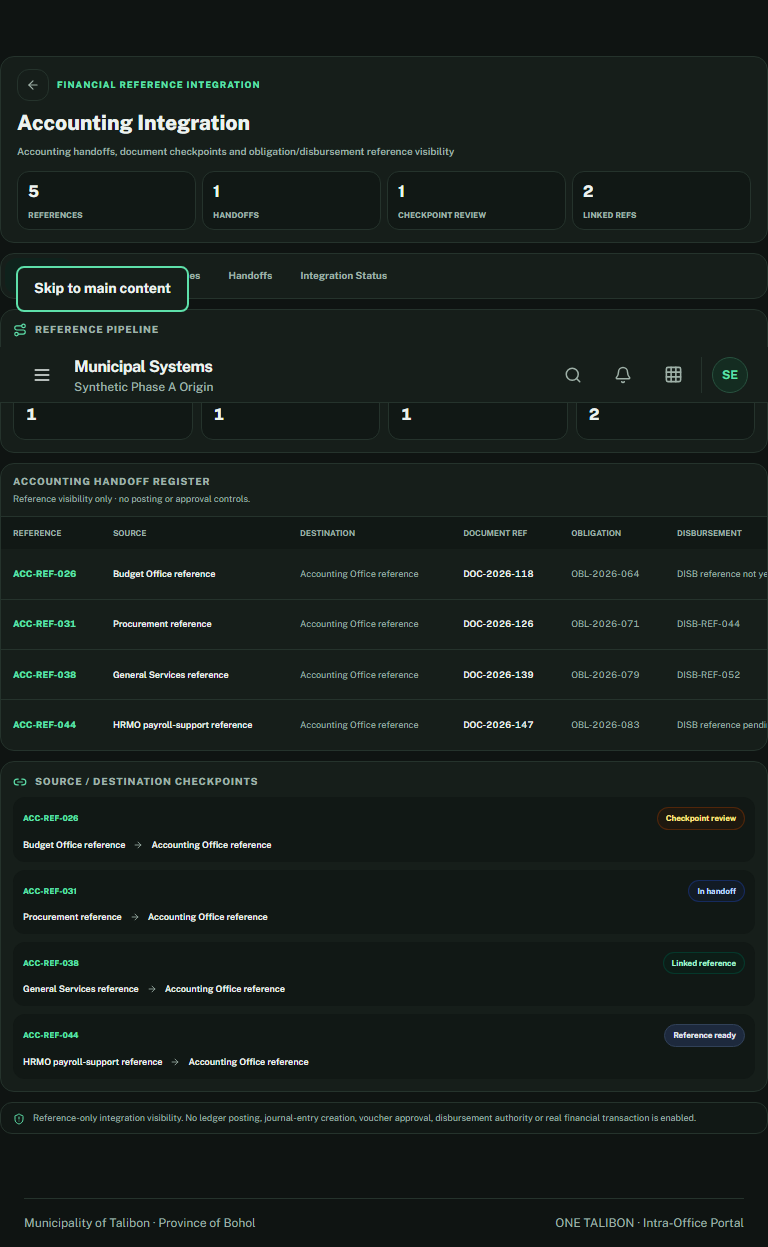 FINANCIAL REFERENCE INTEGRATION
Accounting Integration
Accounting handoffs, document checkpoints and obligation/disbursement reference visibility
5 1 1 2
REFERENCES HANDOFFS CHECKPOINT REVIEW LINKED REFS
Handoffs Integration Status
Skip to main content
REFERENCE PIPELINE
Municipal Systems
Synthetic Phase A Origin
SE
1 1 1 2
ACCOUNTING HANDOFF REGISTER
Reference visibility only · no posting or approval controls.
REFERENCE SOURCE DESTINATION DOCUMENT REF OBLIGATION DISBURSEMENT
ACC-REF-026 Budget Office reference Accounting Office reference DOC-2026-118 OBL-2026-064 DISB reference not ye
ACC-REF-031 Procurement reference Accounting Office reference DOC-2026-126 OBL-2026-071 DISB-REF-044
ACC-REF-038 General Services reference Accounting Office reference DOC-2026-139 OBL-2026-079 DISB-REF-052
ACC-REF-044 HRMO payroll-support reference Accounting Office reference DOC-2026-147 OBL-2026-083 DISB reference pendi
SOURCE / DESTINATION CHECKPOINTS
ACC-REF-026 Checkpoint review
Budget Office reference → Accounting Office reference
ACC-REF-031 In handoff
Procurement reference → Accounting Office reference
ACC-REF-038 Linked reference
General Services reference → Accounting Office reference
ACC-REF-044 Reference ready
HRMO payroll-support reference → Accounting Office reference
Reference-only integration visibility. No ledger posting, journal-entry creation, voucher approval, disbursement authority or real financial transaction is enabled.
Municipality of Talibon · Province of Bohol
ONE TALIBON · Intra-Office Portal